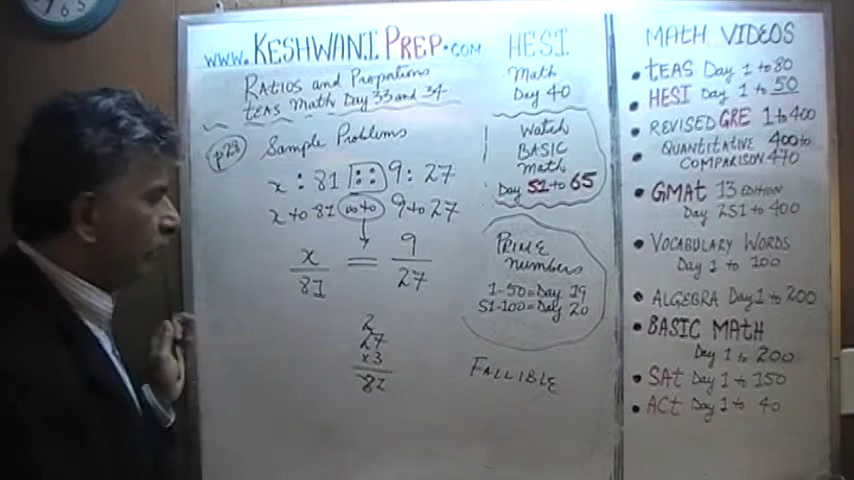 www.KESHWANIPREP.com
RATIOS and Propotions
TEAS Math Day 33 and 34
p28 Sample Problems
x : 81 :: 9 : 27
x to 81 as to 9 to 27
x/81 = 9/27
2
27
x3
81
HESI
Math
Day 40
Watch
BASIC
Math
Day 51 to 65
PRIME
numbers
1-50=Day 19
51-100=Day 20
FALLIBLE
MATH VIDEOS
• TEAS Day 1 to 80
• HESI Day 1 to 50
• REVISED GRE 1 to 400
• QUANTITATIVE 400 to
COMPARISON 470
• GMAT 13 EDITION
Day 251 to 400
• VOCABULARY WORDS
Day 1 to 100
• ALGEBRA Day 1 to 200
• BASIC MATH
Day 1 to 200
• SAT Day 1 to 150
• ACT Day 1 to 40